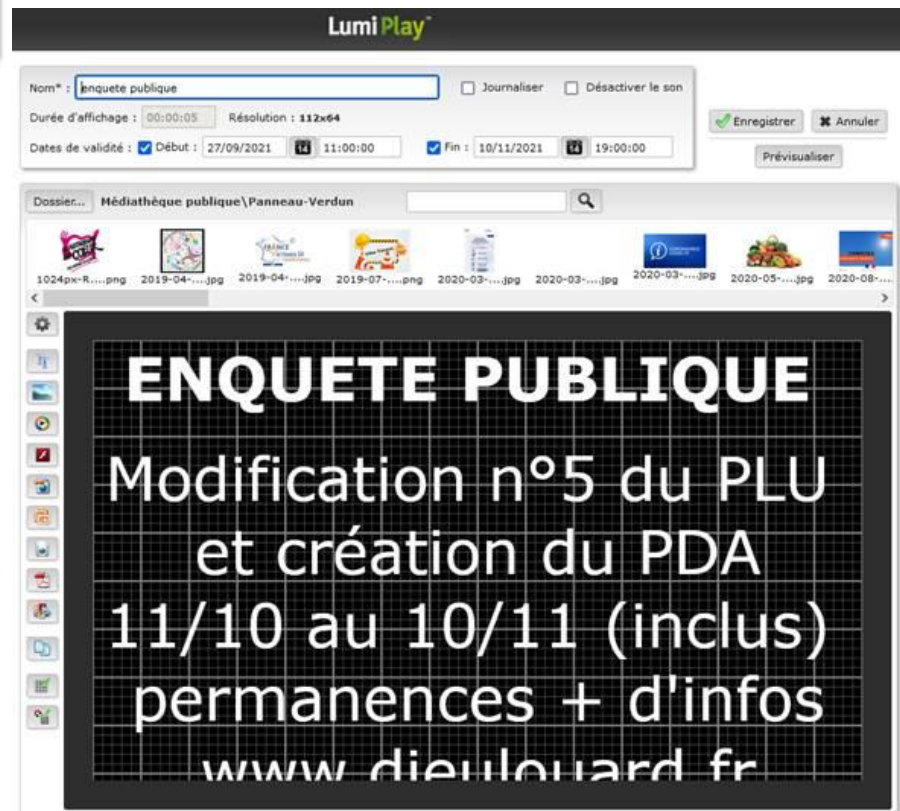 LumiPlay
Nom* : enquete publique Journaliser Désactiver le son
Durée d'affichage : 00:00:05 Résolution : 112x64
Enregistrer Annuler
Dates de validité : Début : 27/09/2021 11:00:00 Fin : 10/11/2021 19:00:00
Prévisualiser
Dossier... Médiathèque publique\Panneau-Verdun
1024px-R....png 2019-04-....jpg 2019-04-....jpg 2019-07-....png 2020-03-....jpg 2020-03-....jpg 2020-03-....jpg 2020-05-....jpg 2020-08-....
ENQUETE PUBLIQUE
Modification n°5 du PLU
et création du PDA
11/10 au 10/11 (inclus)
permanences + d'infos
www.dieulouard.fr